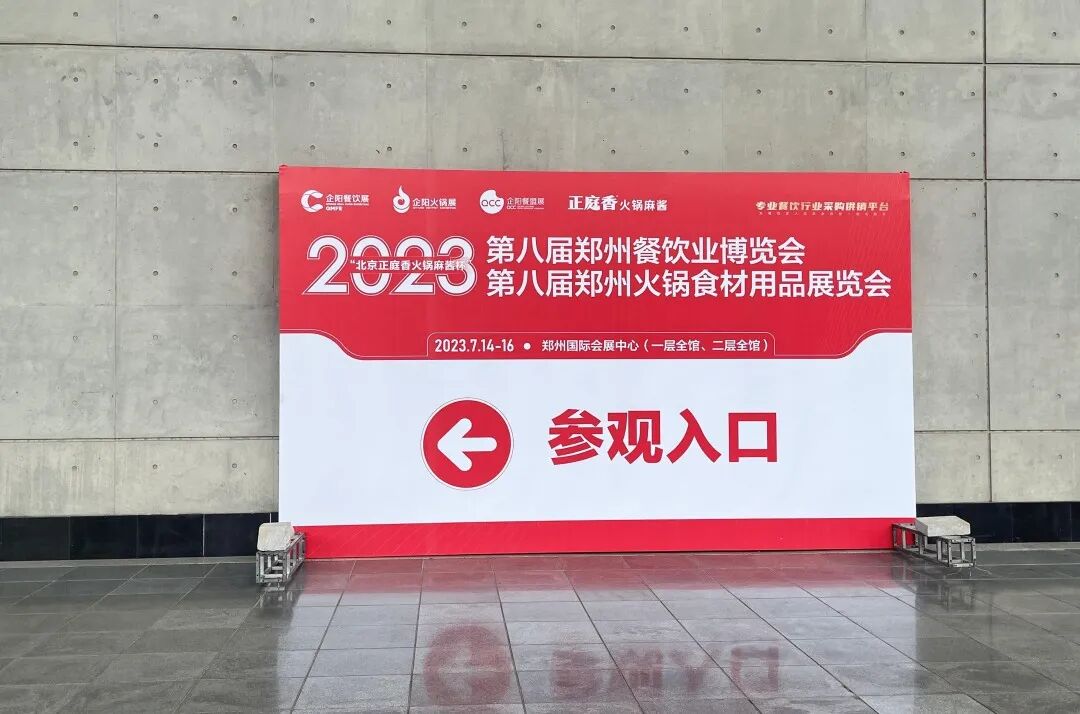 企阳餐饮展
QMFE
企阳火锅展
acc
企阳餐盟展
正庭香 火锅麻酱
专业餐饮行业采购供销平台
2023
“北京正庭香火锅麻酱杯”
第八届郑州餐饮业博览会
第八届郑州火锅食材用品展览会
2023.7.14-16 ● 郑州国际会展中心（一层全馆、二层全馆）
参观入口